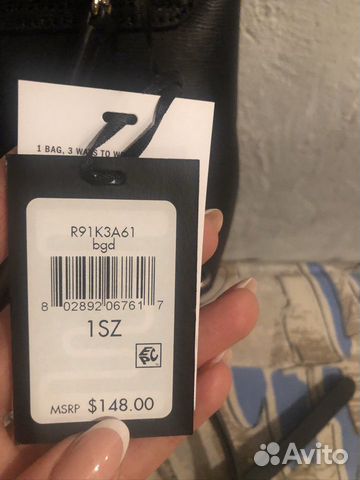 1 BAG, 3 WAYS TO
R91K3A61
bgd
8 02892 06761 7
1SZ
MSRP $148.00
Avito